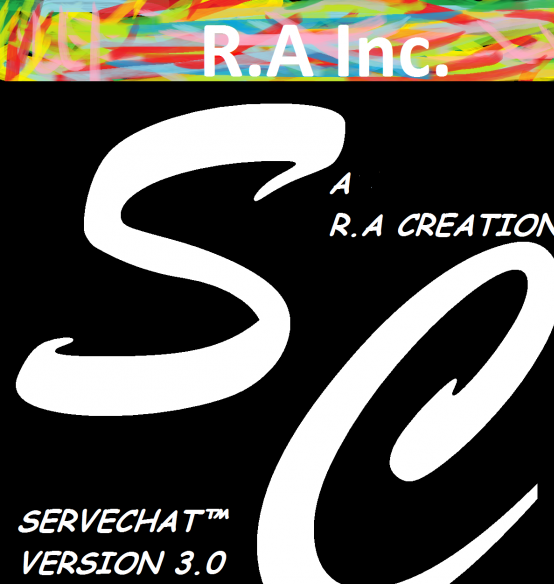 R.A Inc.
S
A
R.A CREATION
C
SERVECHAT™
VERSION 3.0